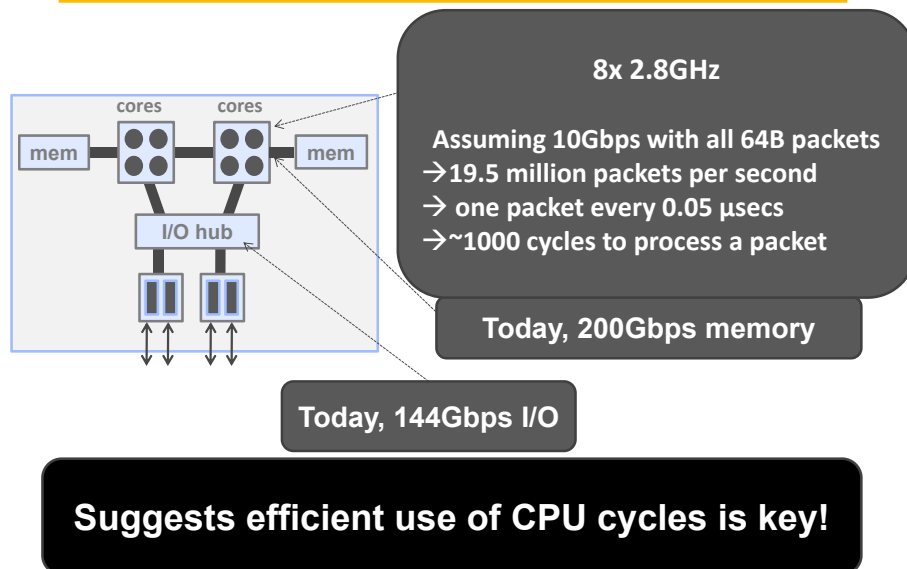 8x 2.8GHz
cores cores
Assuming 10Gbps with all 64B packets
mem mem
→19.5 million packets per second
→ one packet every 0.05 µsecs
I/O hub
→~1000 cycles to process a packet
Today, 200Gbps memory
Today, 144Gbps I/O
Suggests efficient use of CPU cycles is key!